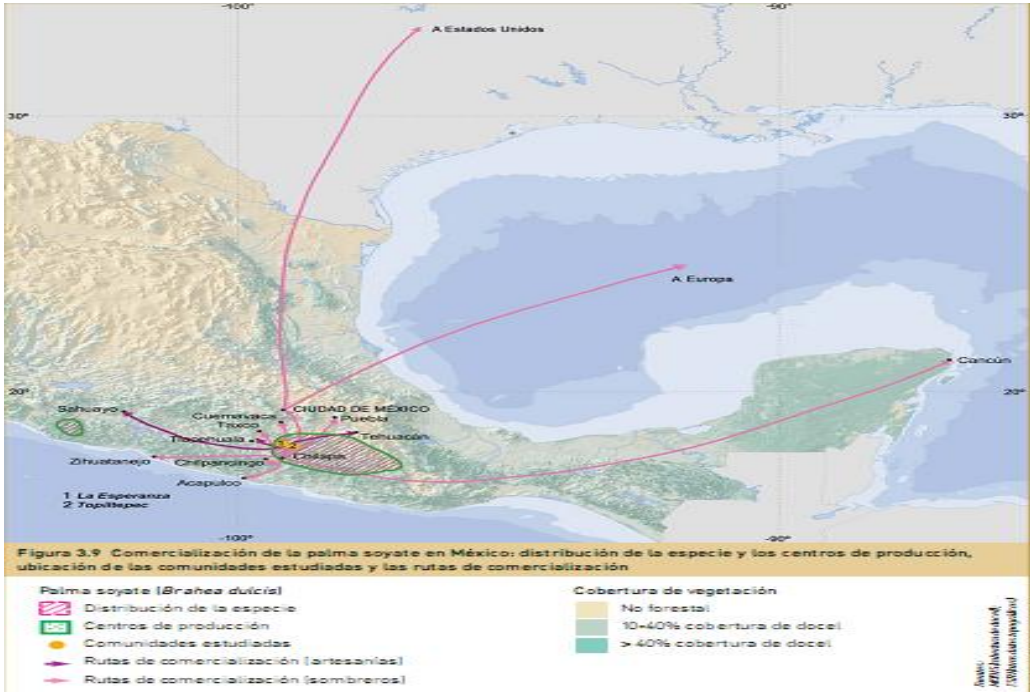 -100°
-90°
A Estados Unidos
30°
30°
A Europa
20°
20°
Cancún
Sahuayo
CIUDAD DE MÉXICO
Cuernavaca
Puebla
Taxco
Tlapehuala
Tehuacán
Zihuatanejo
Chilpancingo
Chilapa
Acapulco
1 La Esperanza
2 Topiltepec
-100°
-90°
Figura 3.9 Comercialización de la palma soyate en México: distribución de la especie y los centros de producción,
ubicación de las comunidades estudiadas y las rutas de comercialización
Palma soyate (Brahea dulcis)
Distribución de la especie
Centros de producción
Comunidades estudiadas
Rutas de comercialización (artesanías)
Rutas de comercialización (sombreros)
Cobertura de vegetación
No forestal
10-40% cobertura de docel
> 40% cobertura de docel